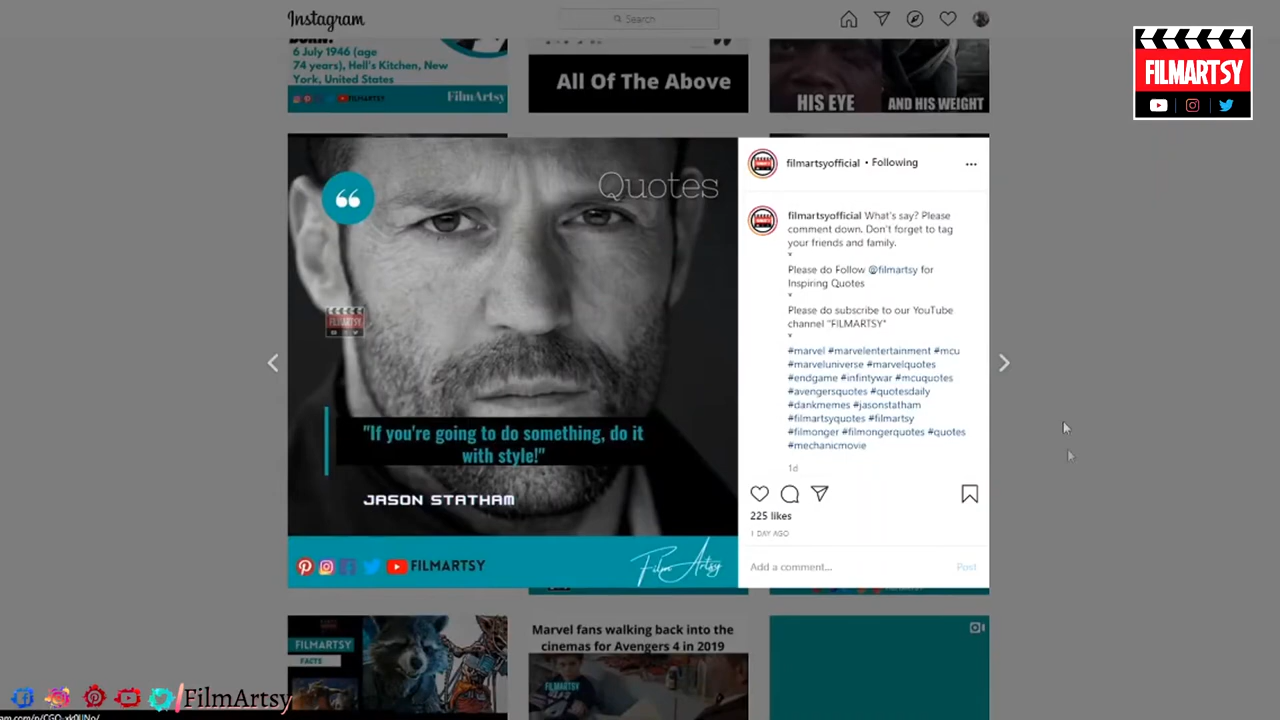 Instagram
Search
FILMARTSY
BORN:
6 July 1946 (age
74 years), Hell's Kitchen, New
York, United States
FilmArtsy
All Of The Above
HIS EYE
AND HIS WEIGHT
Quotes
FILMARTSY
"If you're going to do something, do it
with style!"
JASON STATHAM
FILMARTSY
Film Artsy
filmartsyofficial • Following
filmartsyofficial What's say? Please
comment down. Don't forget to tag
your friends and family.
Please do Follow @filmartsy for
Inspiring Quotes
Please do subscribe to our YouTube
channel "FILMARTSY"
#marvel #marvelentertainment #mcu
#marveluniverse #marvelquotes
#endgame #infintywar #mcuquotes
#avengersquotes #quotesdaily
#dankmemes #jasonstatham
#filmartsyquotes #filmartsy
#filmonger #filmongerquotes #quotes
#mechanicmovie
1d
225 likes
1 DAY AGO
Add a comment...
Post
FILMARTSY
FACTS
Marvel fans walking back into the
cinemas for Avengers 4 in 2019
FILMARTSY
/FilmArtsy